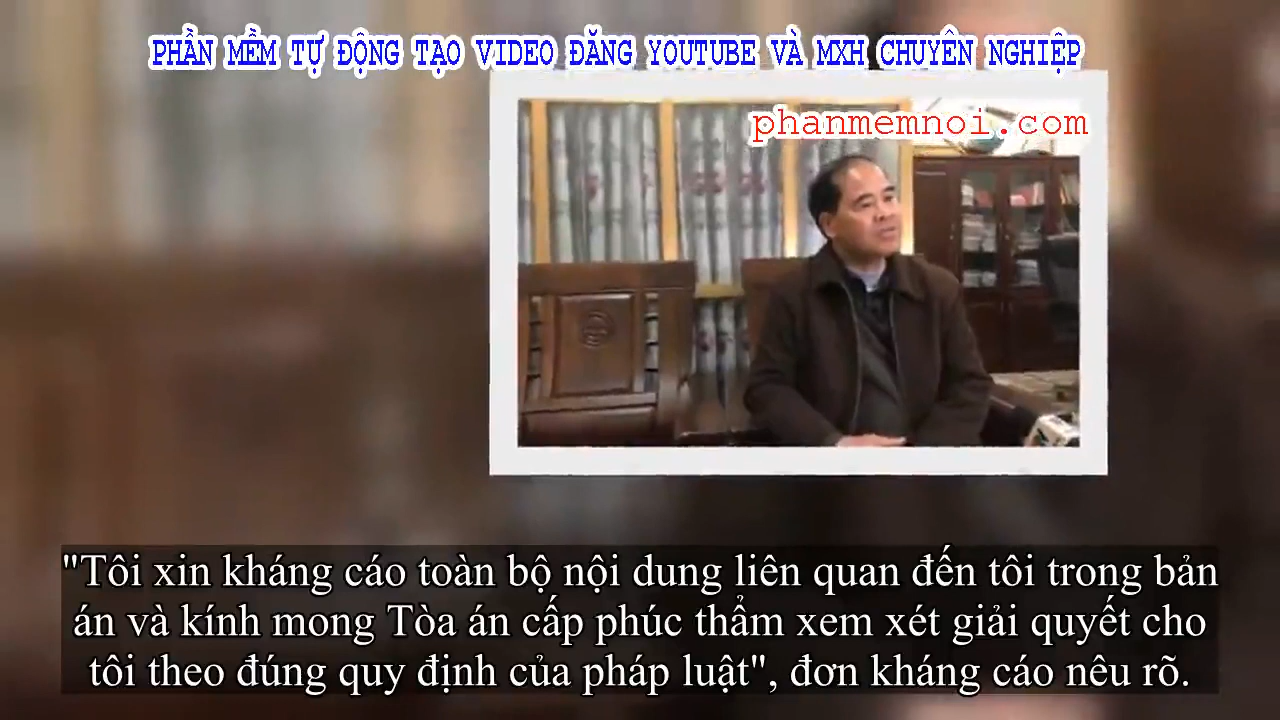 PHẦN MỀM TỰ ĐỘNG TẠO VIDEO ĐĂNG YOUTUBE VÀ MXH CHUYÊN NGHIỆP
phanmemnoi.com
"Tôi xin kháng cáo toàn bộ nội dung liên quan đến tôi trong bản
án và kính mong Tòa án cấp phúc thẩm xem xét giải quyết cho
tôi theo đúng quy định của pháp luật", đơn kháng cáo nêu rõ.